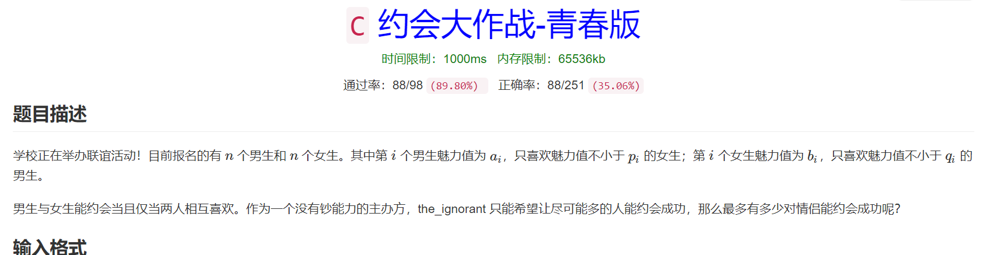 C 约会大作战-青春版
时间限制：1000ms 内存限制：65536kb
通过率：88/98 (89.80%) 正确率：88/251 (35.06%)
题目描述
学校正在举办联谊活动！目前报名的有 n 个男生和 n 个女生。其中第 i 个男生魅力值为 a_i，只喜欢魅力值不小于 p_i 的女生；第 i 个女生魅力值为 b_i，只喜欢魅力值不小于 q_i 的
男生。
男生与女生能约会当且仅当两人相互喜欢。作为一个没有钞能力的主办方，the_ignorant 只能希望让尽可能多的人能约会成功，那么最多有多少对情侣能约会成功呢？
输入格式